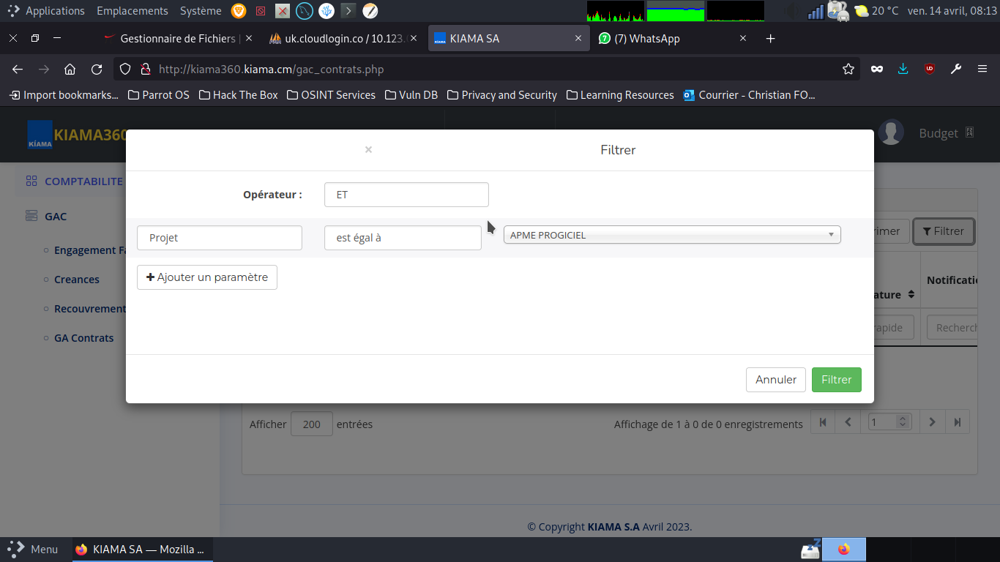 Applications Emplacements Système 20 °C ven. 14 avril, 08:13
Gestionnaire de Fichiers | uk.cloudlogin.co / 10.123. KIAMA SA (7) WhatsApp
http://kiama360.kiama.cm/gac_contrats.php
Import bookmarks... Parrot OS Hack The Box OSINT Services Vuln DB Privacy and Security Learning Resources Courrier - Christian FO...
KIAMA KIAMA360 Budget
× Filtrer
COMPTABILITE
Opérateur : ET
GAC
rimer Filtrer
Projet est égal à APME PROGICIEL
Engagement Fa
Ajouter un paramètre
Creances
ature Notificatio
Recouvrement
rapide Recherch
GA Contrats
Annuler Filtrer
Afficher 200 entrées Affichage de 1 à 0 de 0 enregistrements 1
© Copyright KIAMA S.A Avril 2023.
Menu KIAMA SA — Mozilla ...